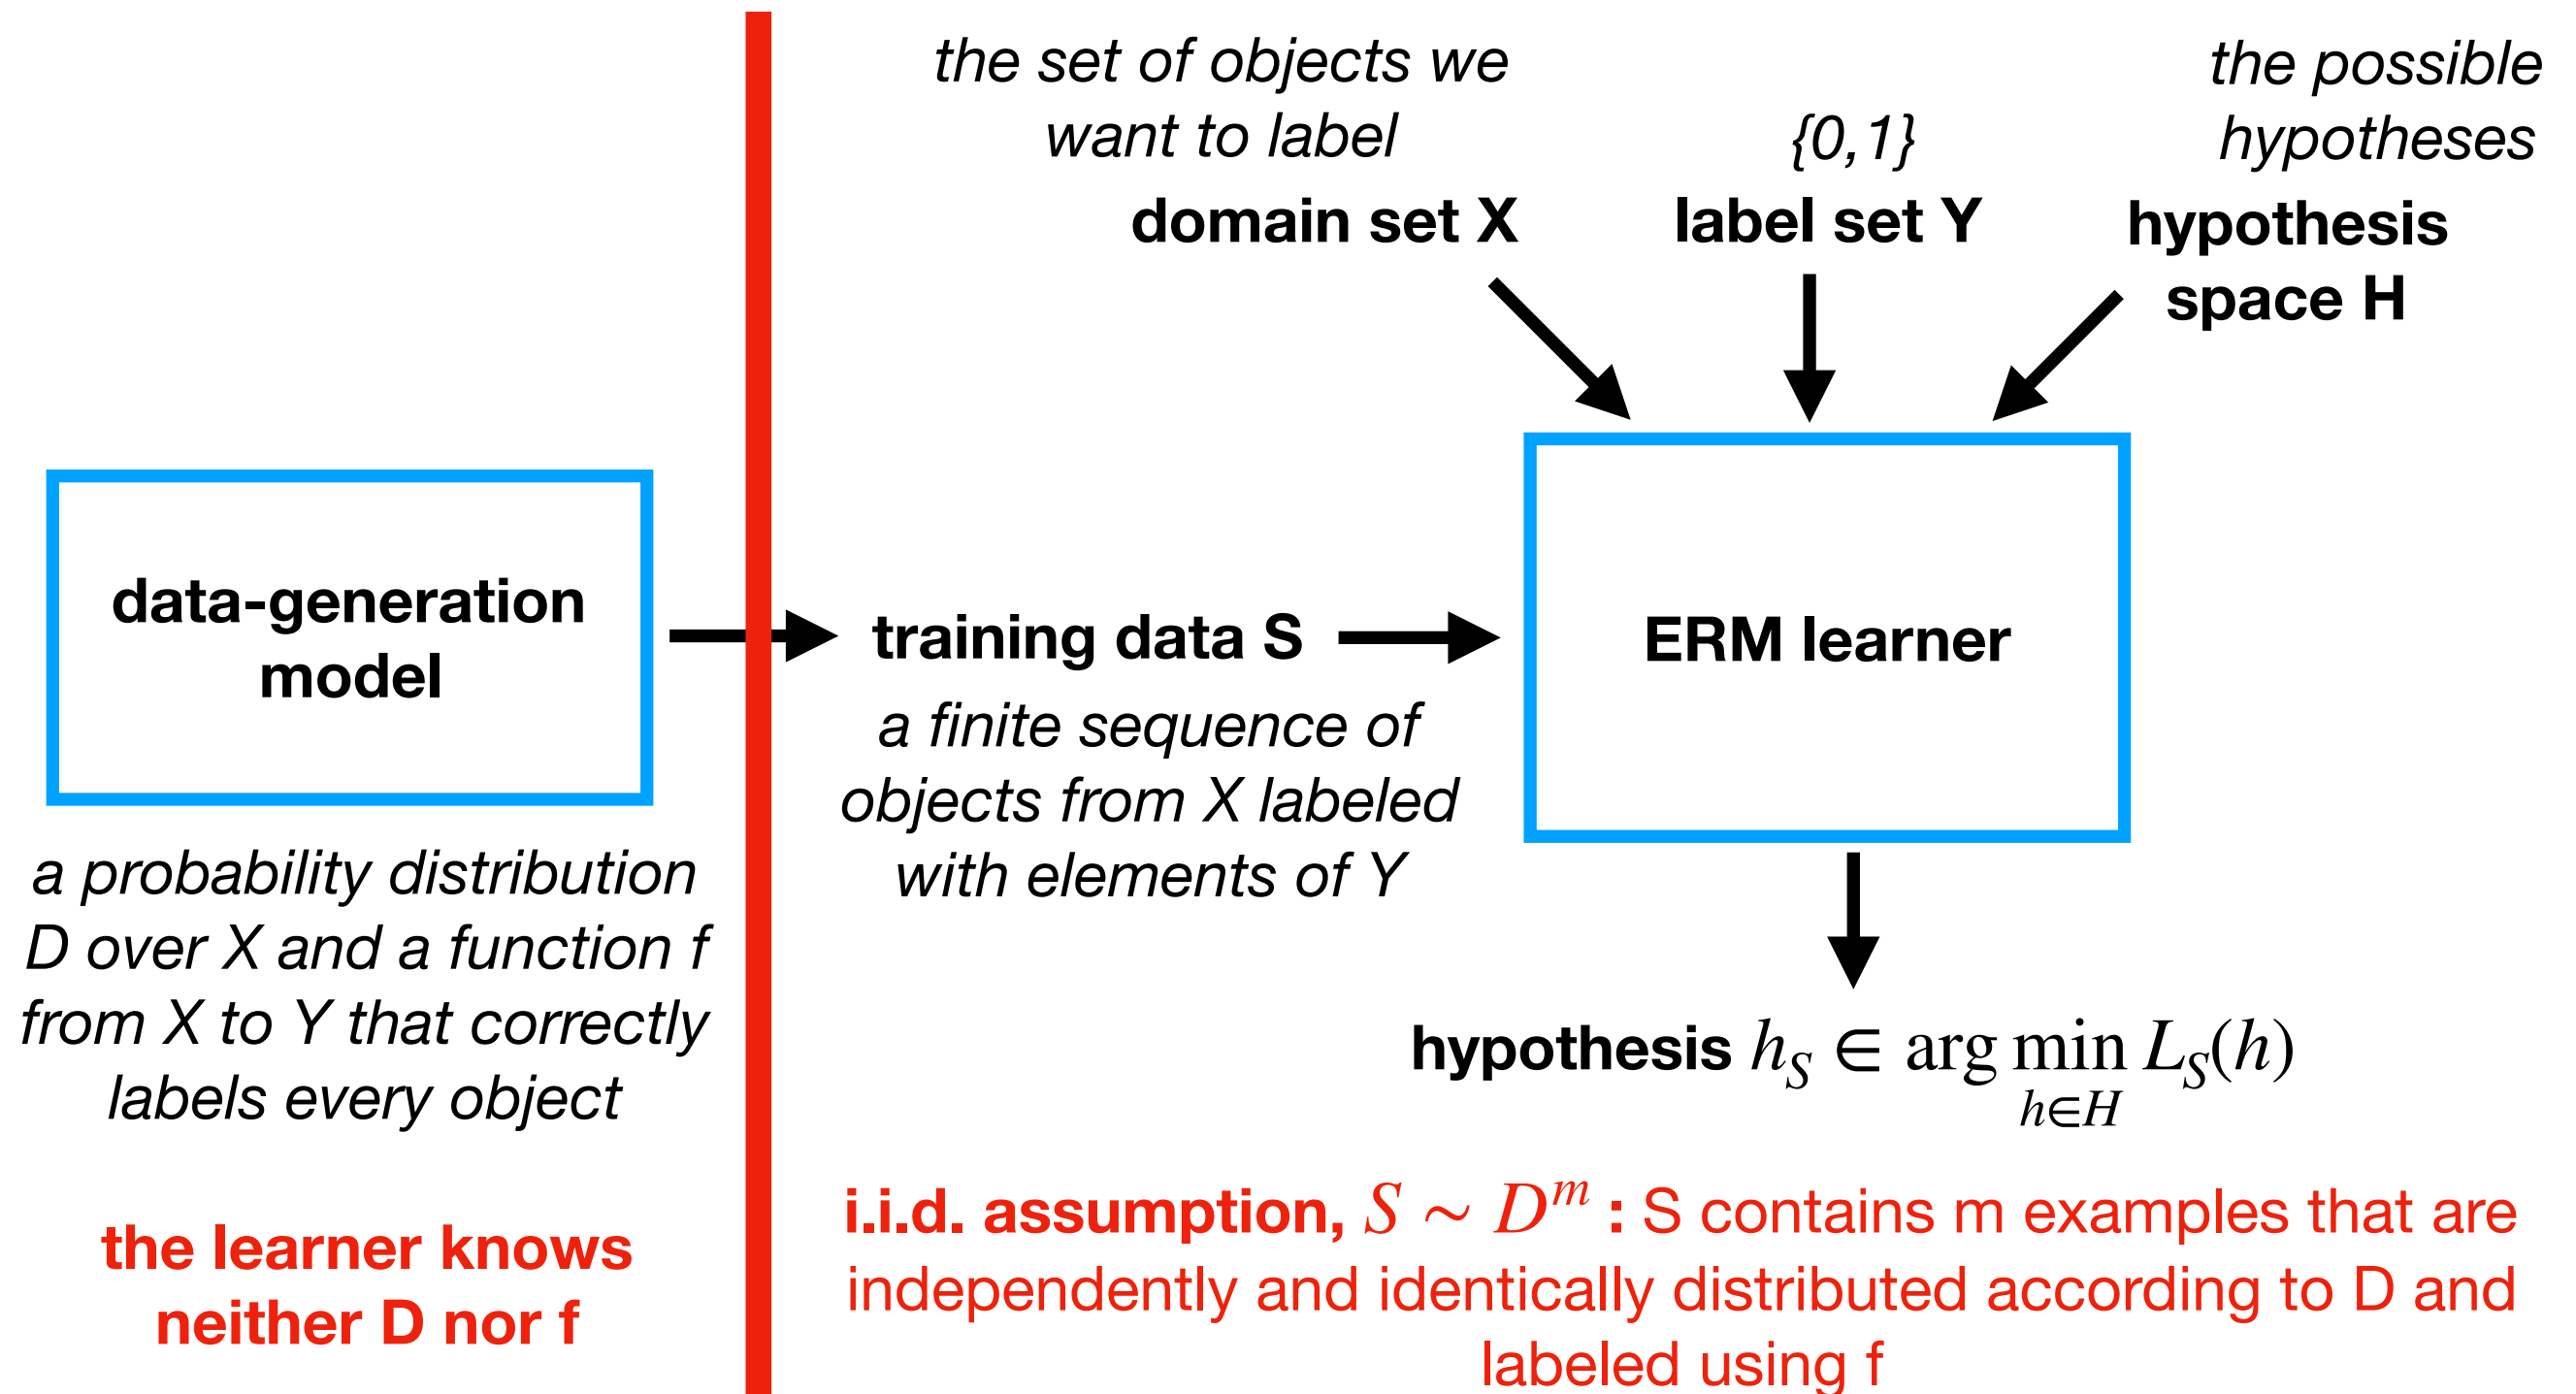 the set of objects we
want to label
domain set X
{0,1}
label set Y
the possible
hypotheses
hypothesis
space H
data-generation
model
a probability distribution
D over X and a function f
from X to Y that correctly
labels every object
the learner knows
neither D nor f
training data S
a finite sequence of
objects from X labeled
with elements of Y
ERM learner
hypothesis $h_S \in \arg\min_{h \in H} L_S(h)$
i.i.d. assumption, $S \sim D^m$ : S contains m examples that are
independently and identically distributed according to D and
labeled using f